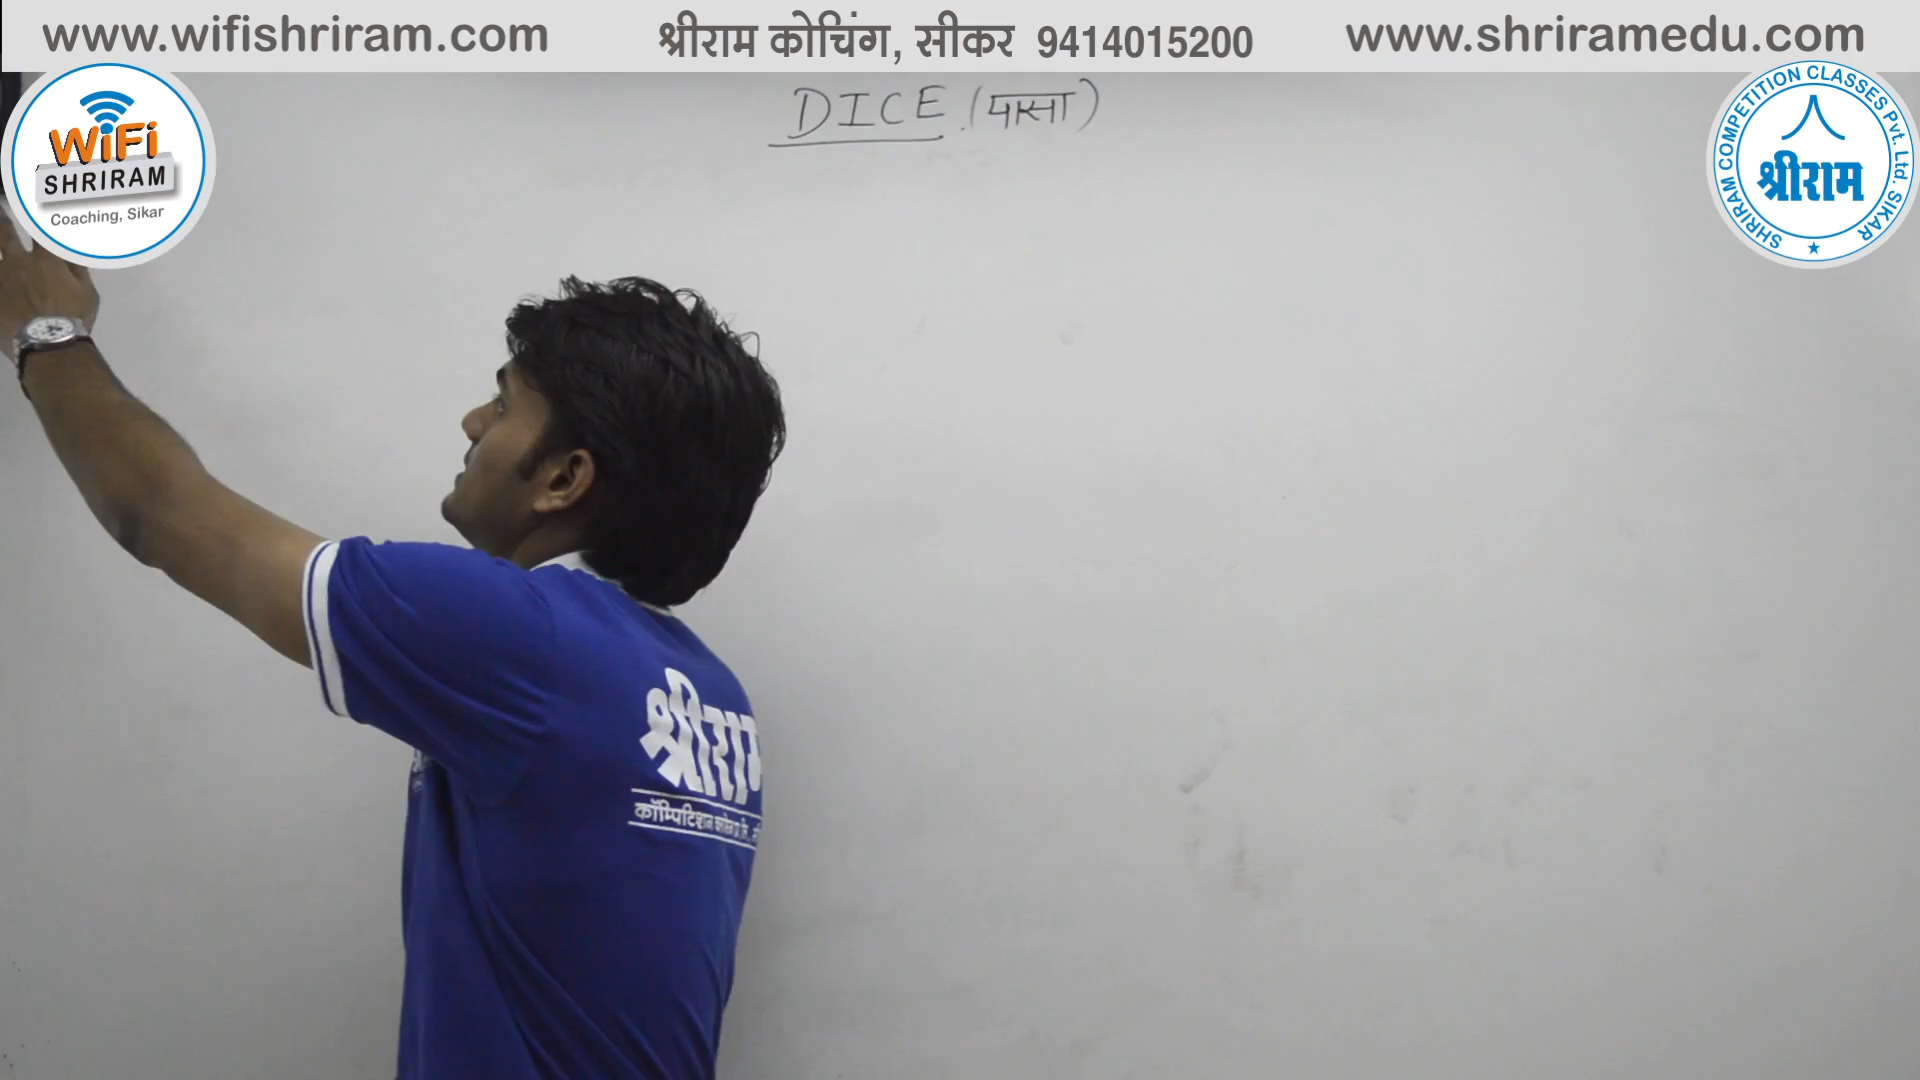 www.wifishriram.com
श्रीराम कोचिंग, सीकर 9414015200
www.shriramedu.com
WiFi
SHRIRAM
Coaching, Sikar
DICE (पासा)
SHRIRAM COMPETITION CLASSES Pvt. Ltd. SIKAR
श्रीराम
श्रीराम
कॉम्पिटिशन